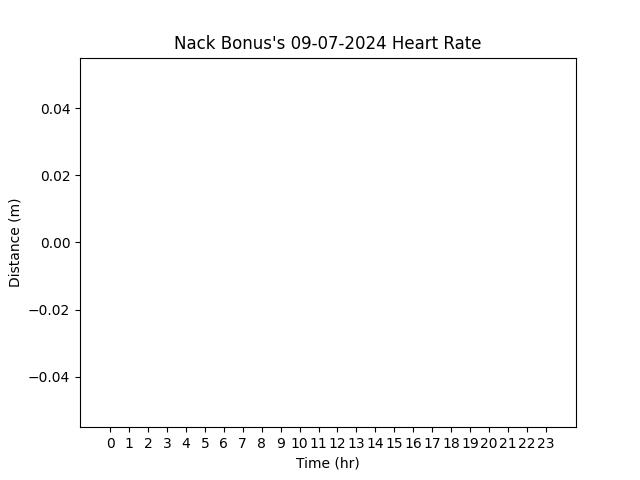 Nack Bonus's 09-07-2024 Heart Rate
0.04
0.02
0.00
−0.02
−0.04
Distance (m)
0 1 2 3 4 5 6 7 8 9 10 11 12 13 14 15 16 17 18 19 20 21 22 23
Time (hr)